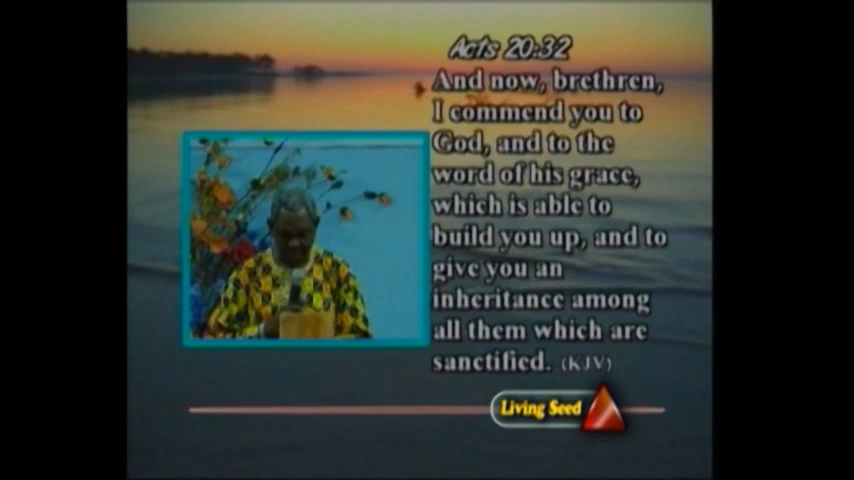 Acts 20:32
And now, brethren,
I commend you to
God, and to the
word of his grace,
which is able to
build you up, and to
give you an
inheritance among
all them which are
sanctified. (KJV)
Living Seed